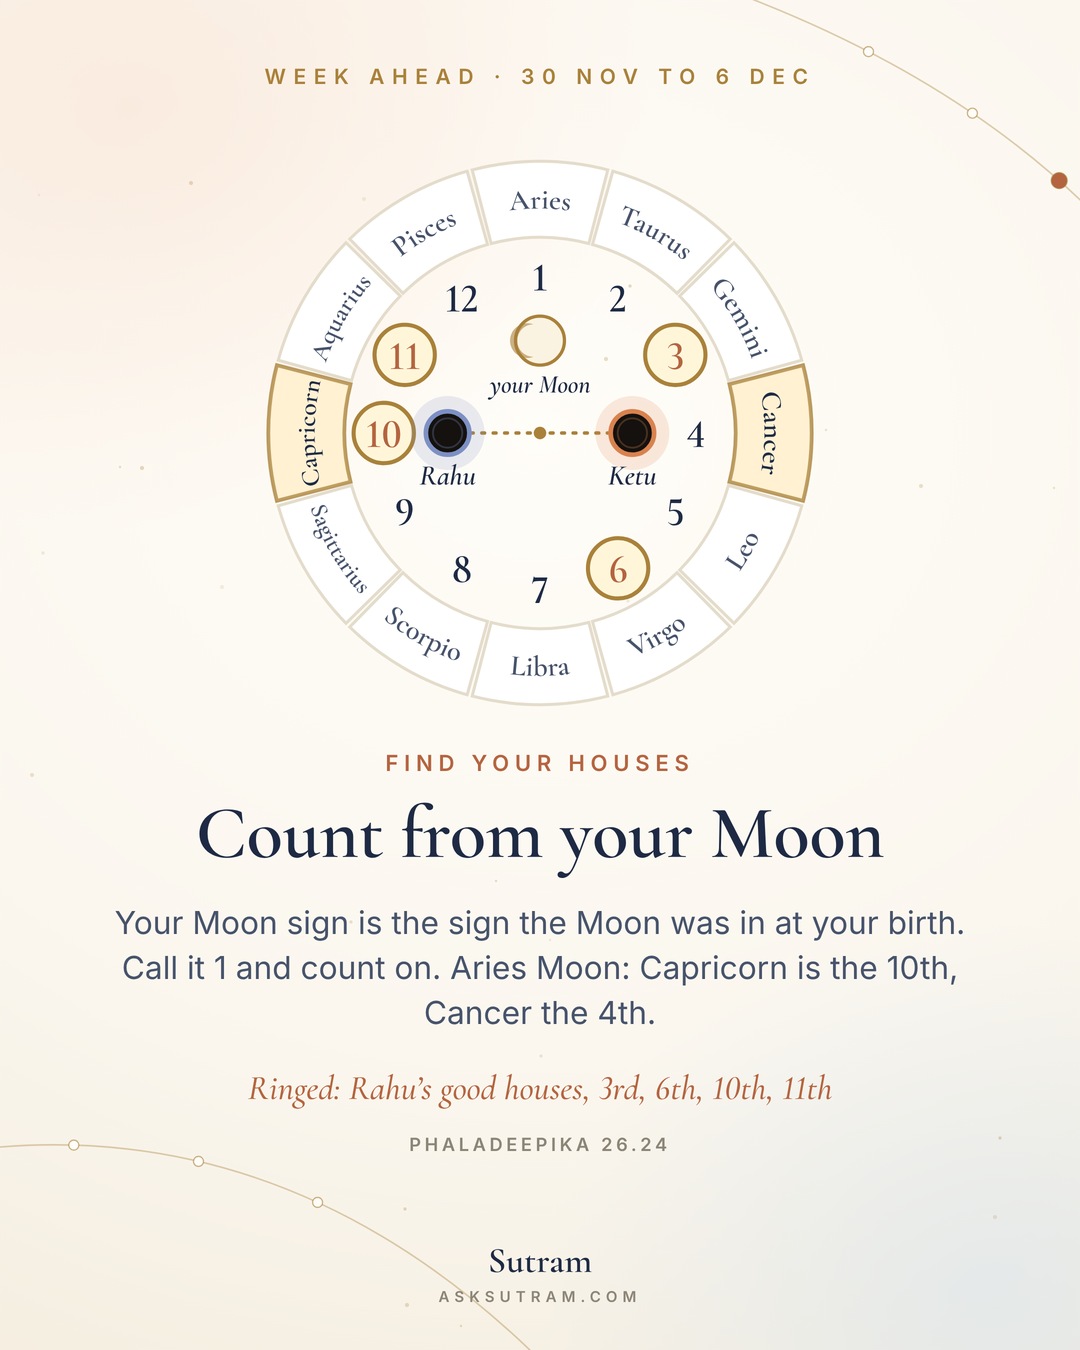 WEEK AHEAD · 30 NOV TO 6 DEC
Aries
Taurus
Gemini
Cancer
Leo
Virgo
Libra
Scorpio
Sagittarius
Capricorn
Aquarius
Pisces
1
2
3
4
5
6
7
8
9
10
11
12
your Moon
Rahu
Ketu
FIND YOUR HOUSES
Count from your Moon
Your Moon sign is the sign the Moon was in at your birth.
Call it 1 and count on. Aries Moon: Capricorn is the 10th,
Cancer the 4th.
Ringed: Rahu’s good houses, 3rd, 6th, 10th, 11th
PHALADEEPIKA 26.24
Sutram
ASKSUTRAM.COM